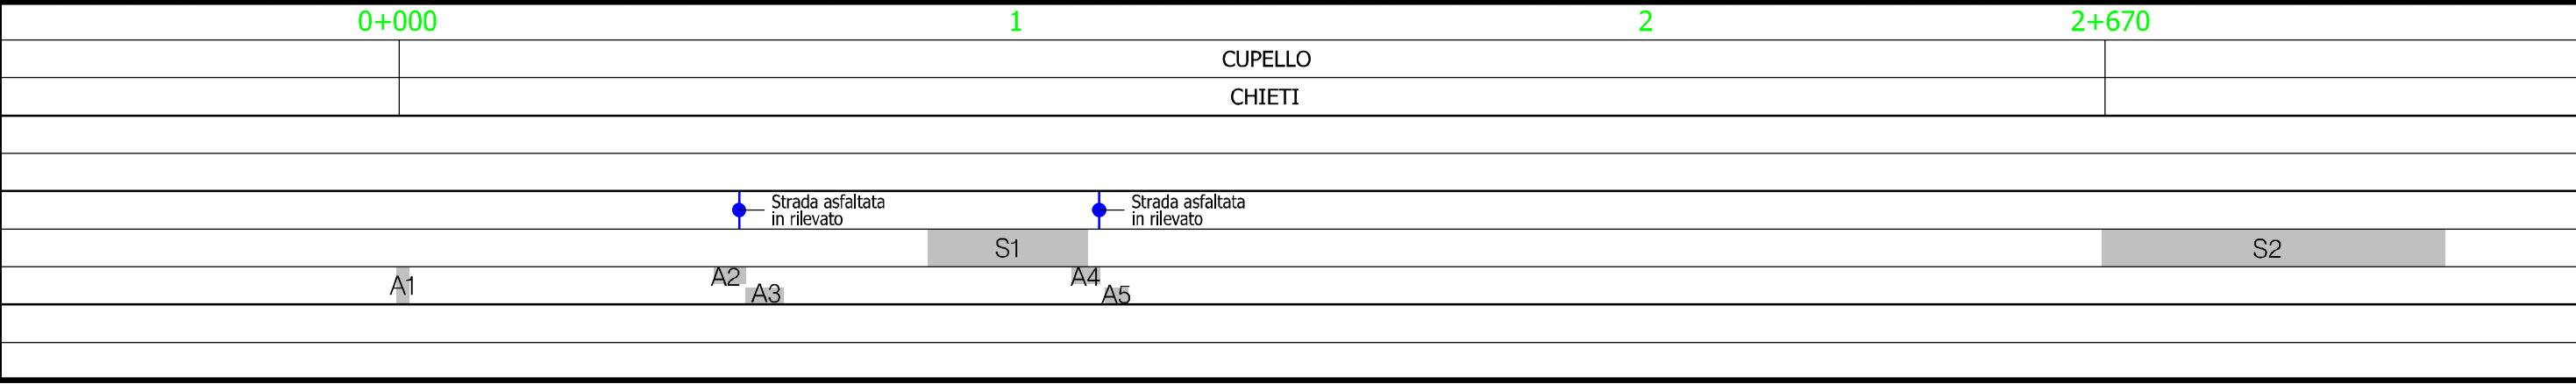 0+000 1 2 2+670
CUPELLO
CHIETI
Strada asfaltata
in rilevato
Strada asfaltata
in rilevato
S1 S2
A1 A2 A3 A4 A5